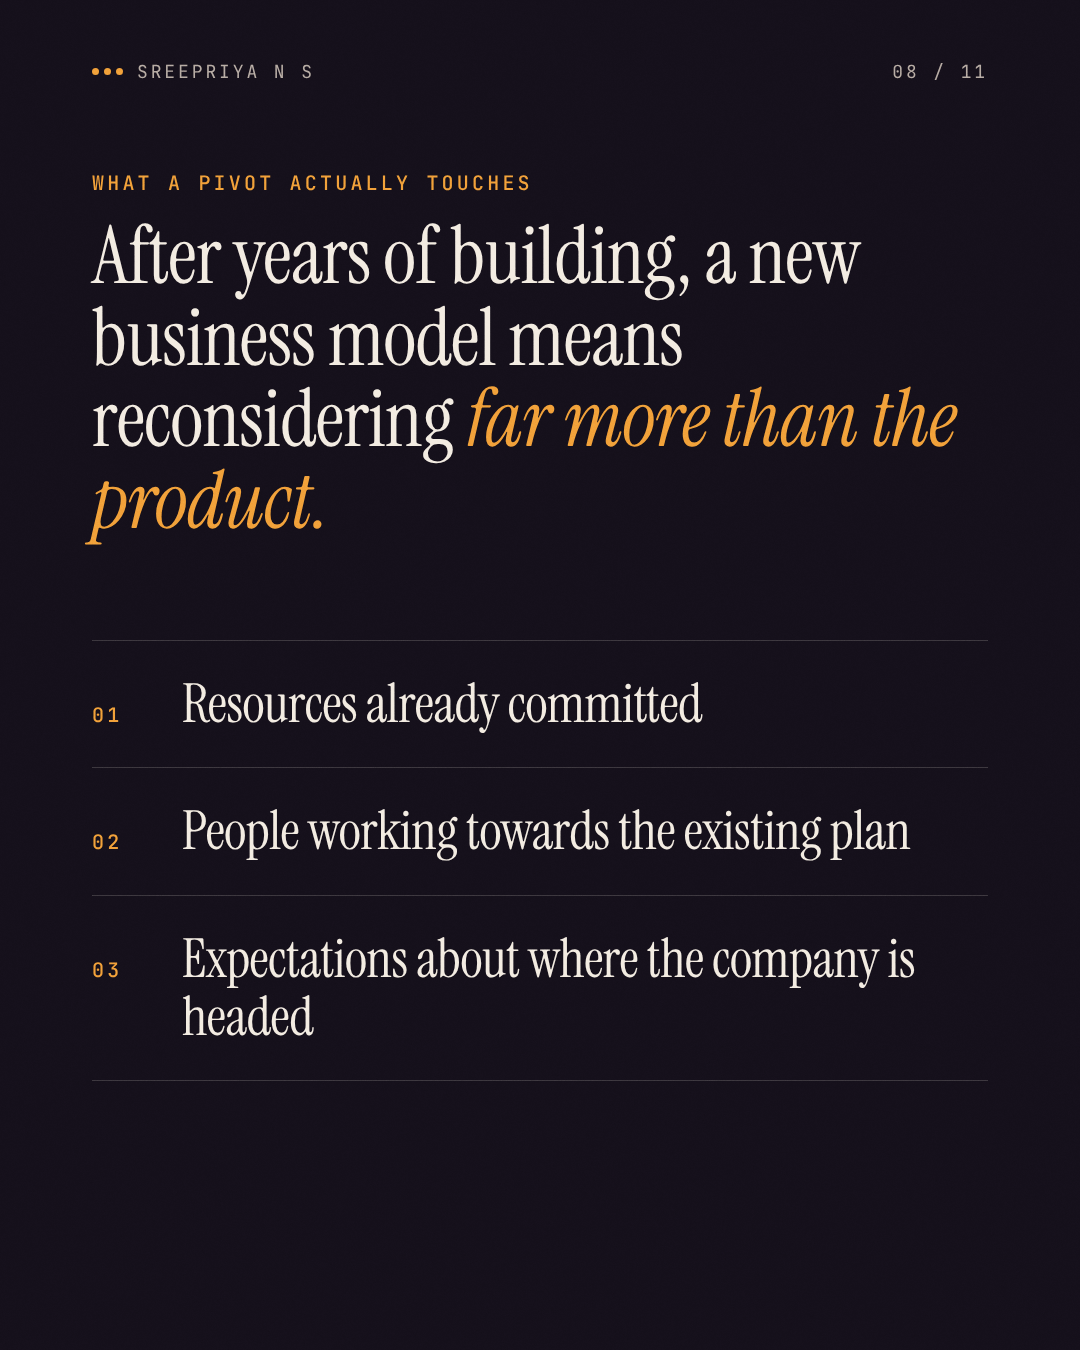 SREEPRIYA N S
08 / 11
WHAT A PIVOT ACTUALLY TOUCHES
After years of building, a new
business model means
reconsidering far more than the
product.
01 Resources already committed
02 People working towards the existing plan
03 Expectations about where the company is
headed